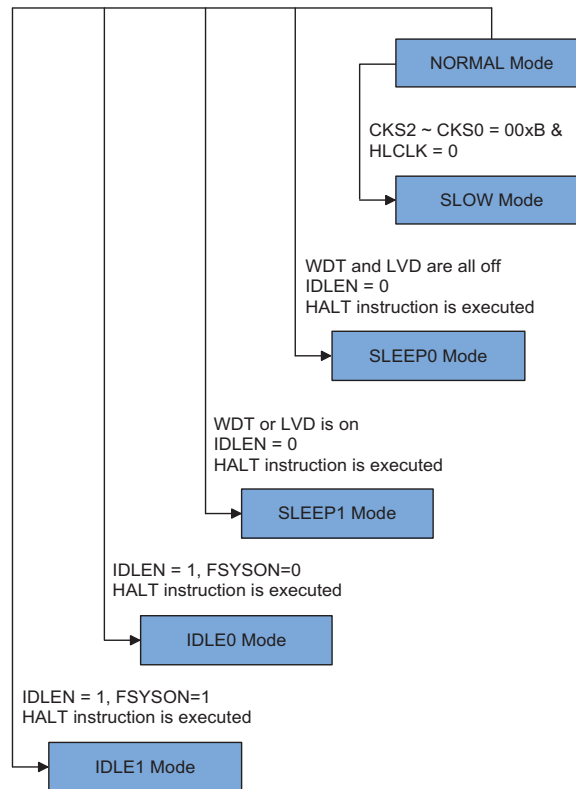 NORMAL Mode
CKS2 ~ CKS0 = 00xB &
HLCLK = 0
SLOW Mode
WDT and LVD are all off
IDLEN = 0
HALT instruction is executed
SLEEP0 Mode
WDT or LVD is on
IDLEN = 0
HALT instruction is executed
SLEEP1 Mode
IDLEN = 1, FSYSON=0
HALT instruction is executed
IDLE0 Mode
IDLEN = 1, FSYSON=1
HALT instruction is executed
IDLE1 Mode